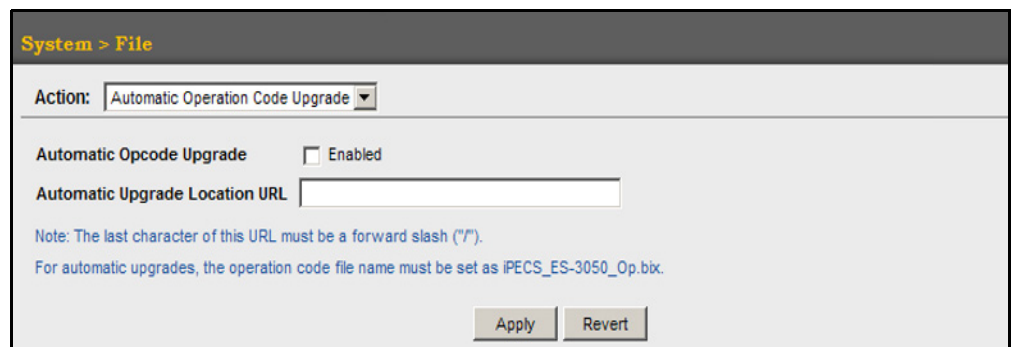 System > File
Action: Automatic Operation Code Upgrade
Automatic Opcode Upgrade Enabled
Automatic Upgrade Location URL
Note: The last character of this URL must be a forward slash ("/").
For automatic upgrades, the operation code file name must be set as iPECS_ES-3050_Op.bix.
Apply Revert